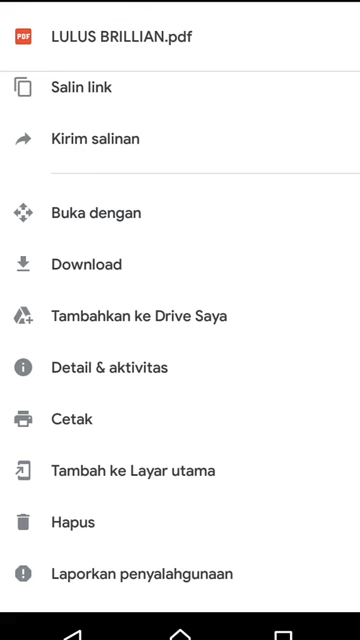 PDF LULUS BRILLIAN.pdf
Salin link
Kirim salinan
Buka dengan
Download
Tambahkan ke Drive Saya
Detail & aktivitas
Cetak
Tambah ke Layar utama
Hapus
Laporkan penyalahgunaan